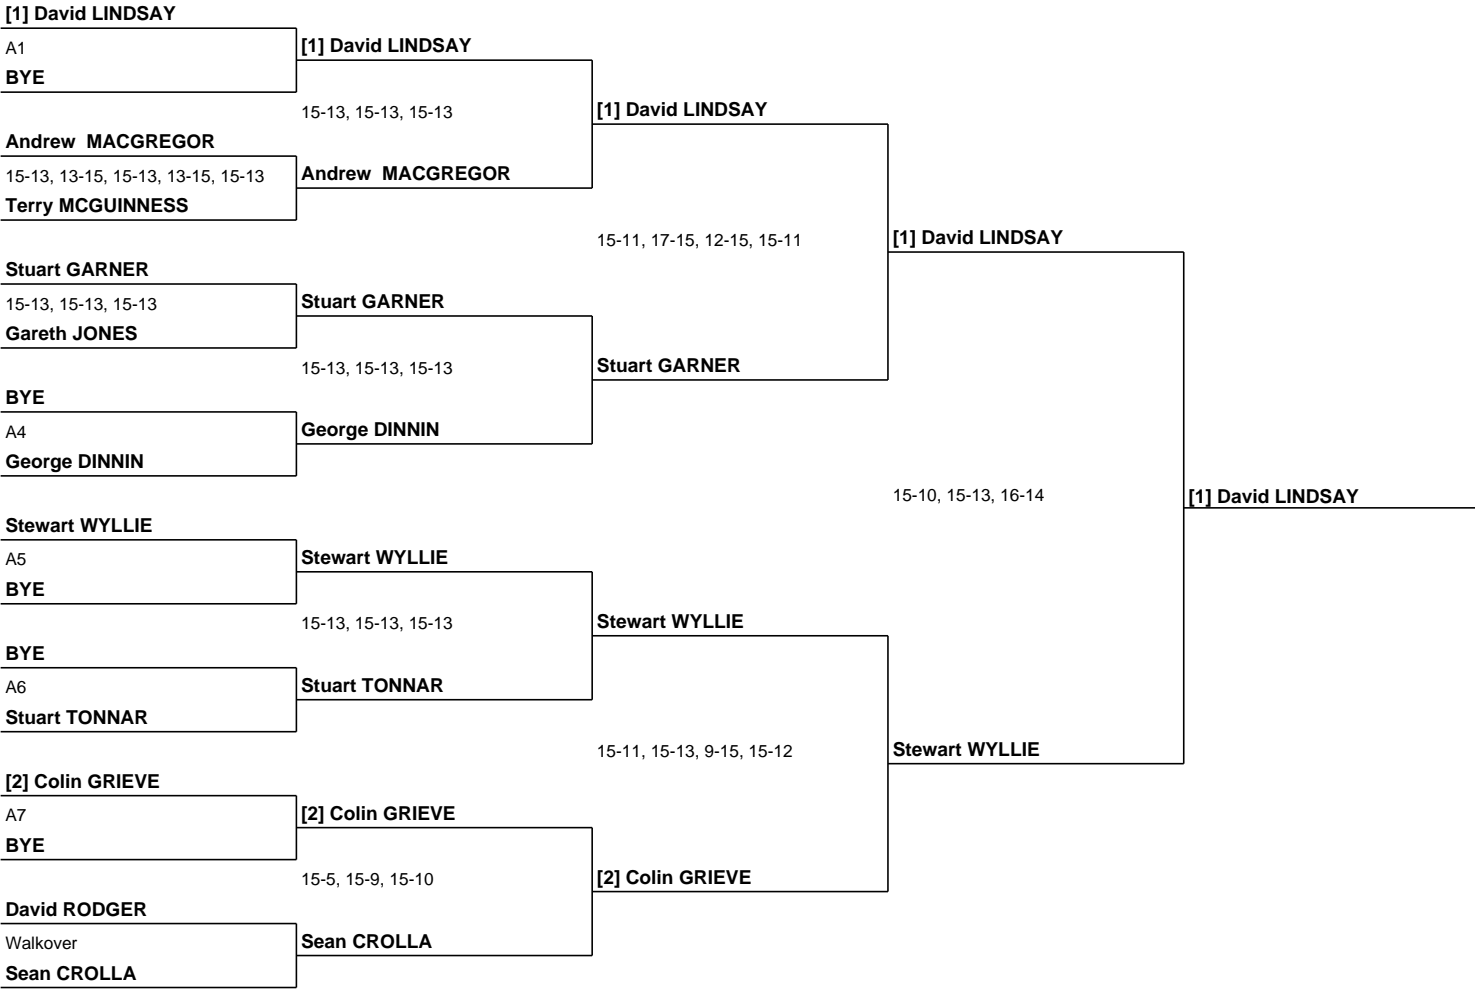 [1] David LINDSAY
A1
BYE
Andrew  MACGREGOR
15-13, 13-15, 15-13, 13-15, 15-13
Terry MCGUINNESS
Stuart GARNER
15-13, 15-13, 15-13
Gareth JONES
BYE
A4
George DINNIN
Stewart WYLLIE
A5
BYE
BYE
A6
Stuart TONNAR
[2] Colin GRIEVE
A7
BYE
David RODGER
Walkover
Sean CROLLA
[1] David LINDSAY
15-13, 15-13, 15-13
Andrew  MACGREGOR
Stuart GARNER
15-13, 15-13, 15-13
George DINNIN
Stewart WYLLIE
15-13, 15-13, 15-13
Stuart TONNAR
[2] Colin GRIEVE
15-5, 15-9, 15-10
Sean CROLLA
[1] David LINDSAY
15-11, 17-15, 12-15, 15-11
Stuart GARNER
Stewart WYLLIE
15-11, 15-13, 9-15, 15-12
[2] Colin GRIEVE
[1] David LINDSAY
15-10, 15-13, 16-14
Stewart WYLLIE
[1] David LINDSAY